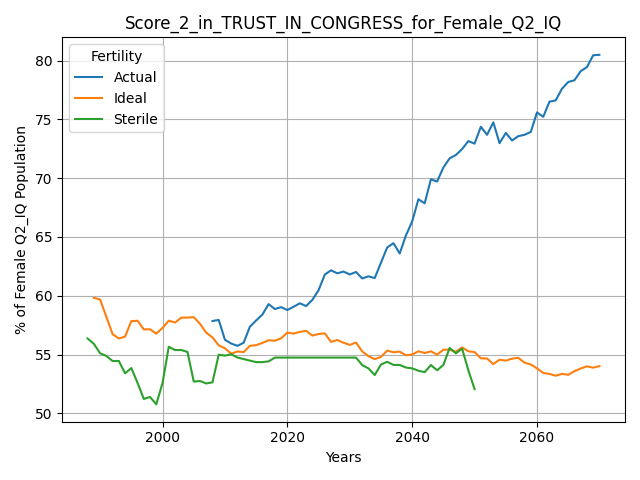 Score_2_in_TRUST_IN_CONGRESS_for_Female_Q2_IQ
Fertility
Actual
Ideal
Sterile
% of Female Q2_IQ Population
80
75
70
65
60
55
50
2000
2020
2040
2060
Years